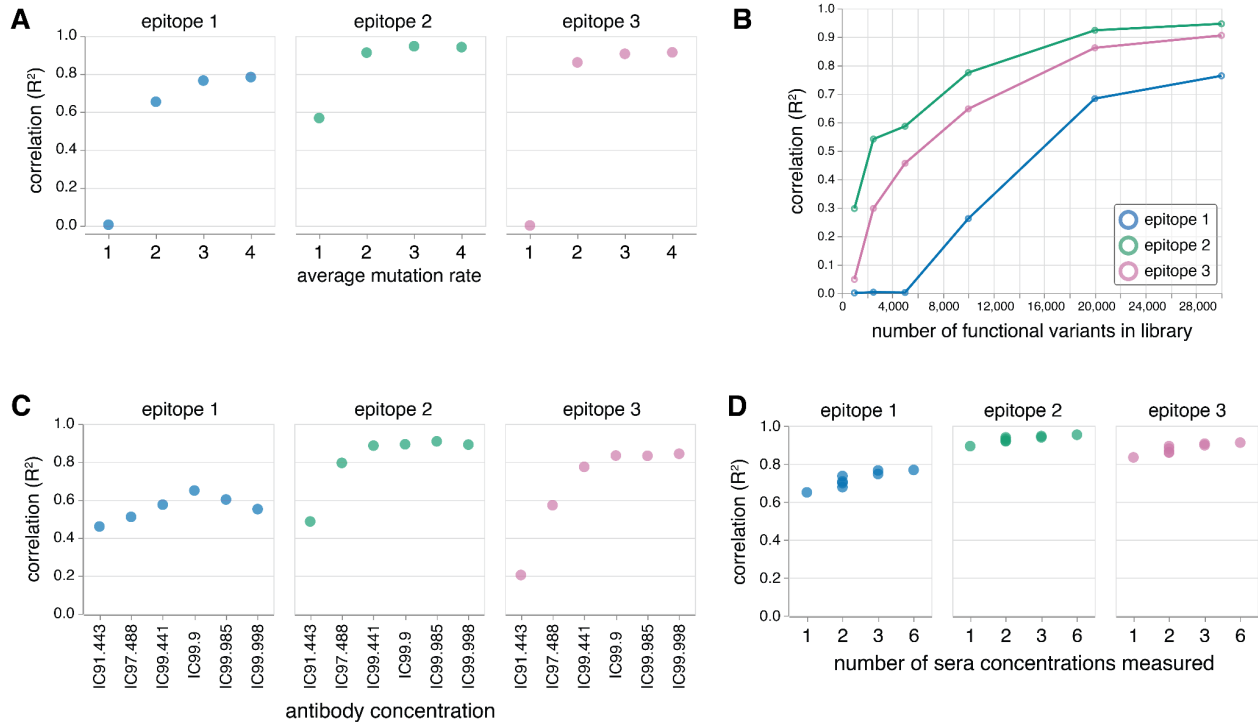 A
epitope 1
epitope 2
epitope 3
correlation (R²)
1.0
0.8
0.6
0.4
0.2
0.0
1 2 3 4
1 2 3 4
1 2 3 4
average mutation rate
B
correlation (R²)
1.0
0.9
0.8
0.7
0.6
0.5
0.4
0.3
0.2
0.1
0.0
0 4,000 8,000 12,000 16,000 20,000 24,000 28,000
number of functional variants in library
epitope 1
epitope 2
epitope 3
C
epitope 1
epitope 2
epitope 3
correlation (R²)
1.0
0.8
0.6
0.4
0.2
0.0
IC91.443
IC97.488
IC99.441
IC99.9
IC99.985
IC99.998
IC91.443
IC97.488
IC99.441
IC99.9
IC99.985
IC99.998
IC91.443
IC97.488
IC99.441
IC99.9
IC99.985
IC99.998
antibody concentration
D
epitope 1
epitope 2
epitope 3
correlation (R²)
1.0
0.8
0.6
0.4
0.2
0.0
1 2 3 6
1 2 3 6
1 2 3 6
number of sera concentrations measured